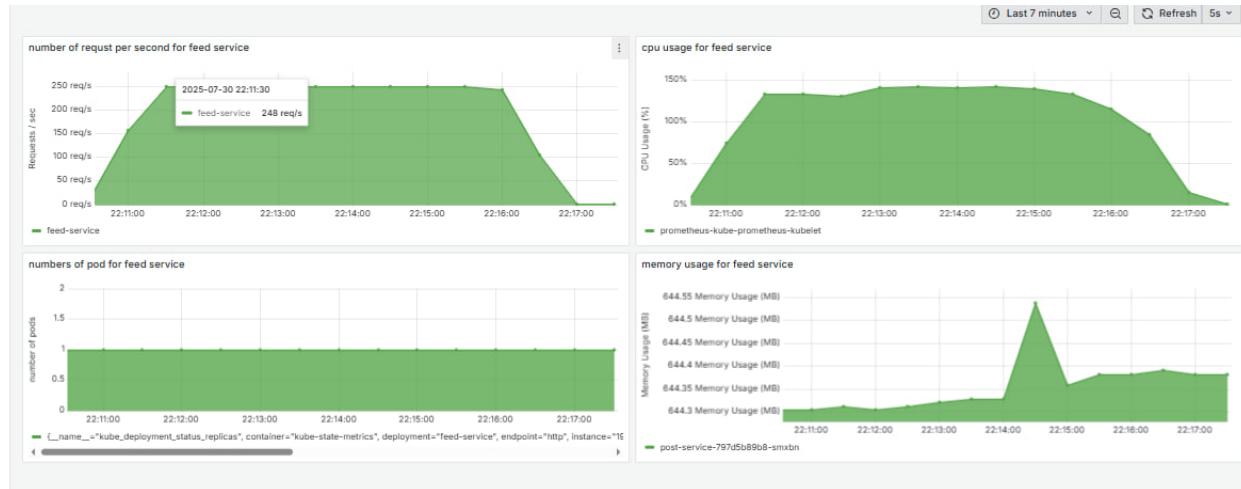 Last 7 minutes
Refresh
5s
number of requst per second for feed service
250 req/s
200 req/s
150 req/s
100 req/s
50 req/s
0 req/s
Requests / sec
2025-07-30 22:11:30
feed-service 248 req/s
22:11:00 22:12:00 22:13:00 22:14:00 22:15:00 22:16:00 22:17:00
feed-service
cpu usage for feed service
150%
100%
50%
0%
CPU Usage (%)
22:11:00 22:12:00 22:13:00 22:14:00 22:15:00 22:16:00 22:17:00
prometheus-kube-prometheus-kubelet
numbers of pod for feed service
2
1.5
1
0.5
0
number of pods
22:11:00 22:12:00 22:13:00 22:14:00 22:15:00 22:16:00 22:17:00
{__name__="kube_deployment_status_replicas", container="kube-state-metrics", deployment="feed-service", endpoint="http", instance="19
memory usage for feed service
644.55 Memory Usage (MB)
644.5 Memory Usage (MB)
644.45 Memory Usage (MB)
644.4 Memory Usage (MB)
644.35 Memory Usage (MB)
644.3 Memory Usage (MB)
Memory Usage (MB)
22:11:00 22:12:00 22:13:00 22:14:00 22:15:00 22:16:00 22:17:00
post-service-797d5b89b8-smxbn